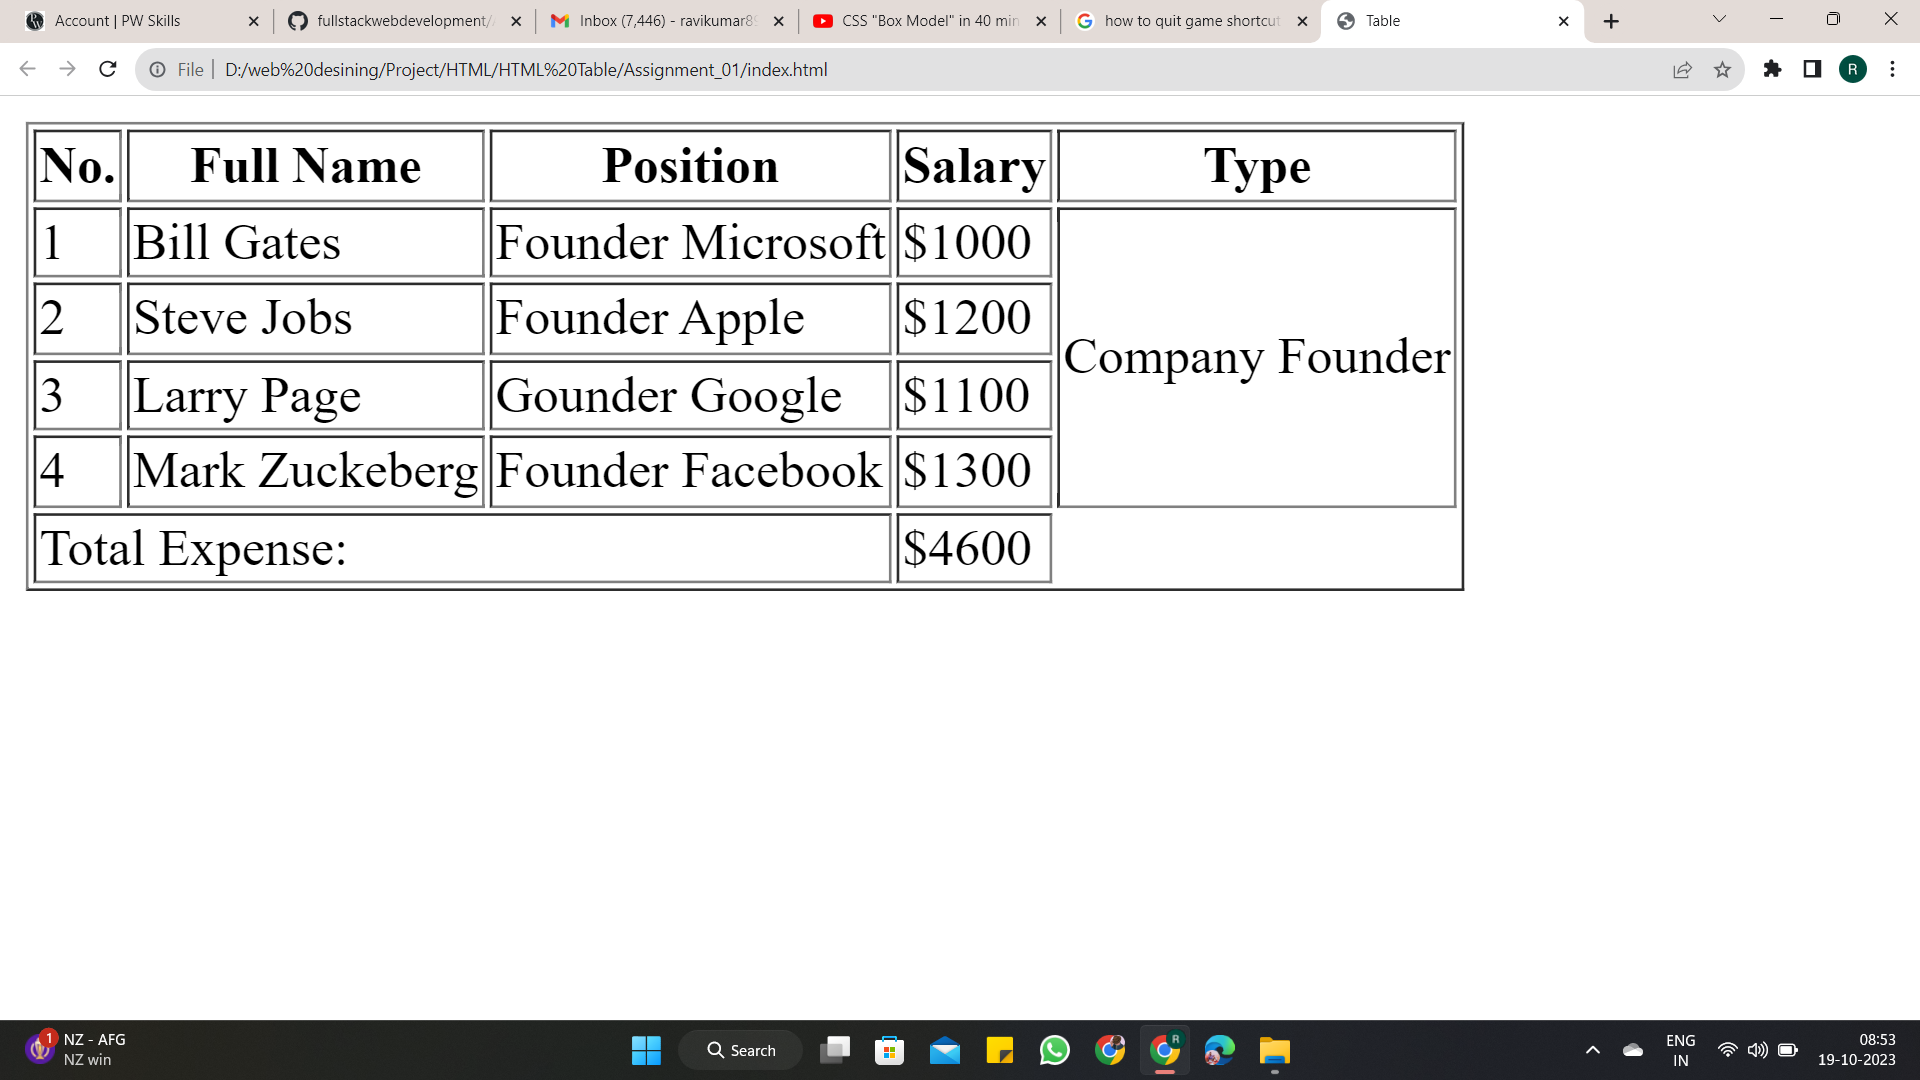 Account | PW Skills
fullstackwebdevelopment/
Inbox (7,446) - ravikumar8
CSS "Box Model" in 40 min
how to quit game shortcut
Table
File
D:/web%20desining/Project/HTML/HTML%20Table/Assignment_01/index.html
R
No. Full Name Position Salary Type
1 Bill Gates Founder Microsoft $1000
2 Steve Jobs Founder Apple $1200
Company Founder
3 Larry Page Gounder Google $1100
4 Mark Zuckeberg Founder Facebook $1300
Total Expense: $4600
1
NZ - AFG
NZ win
Search
R
ENG
IN
08:53
19-10-2023